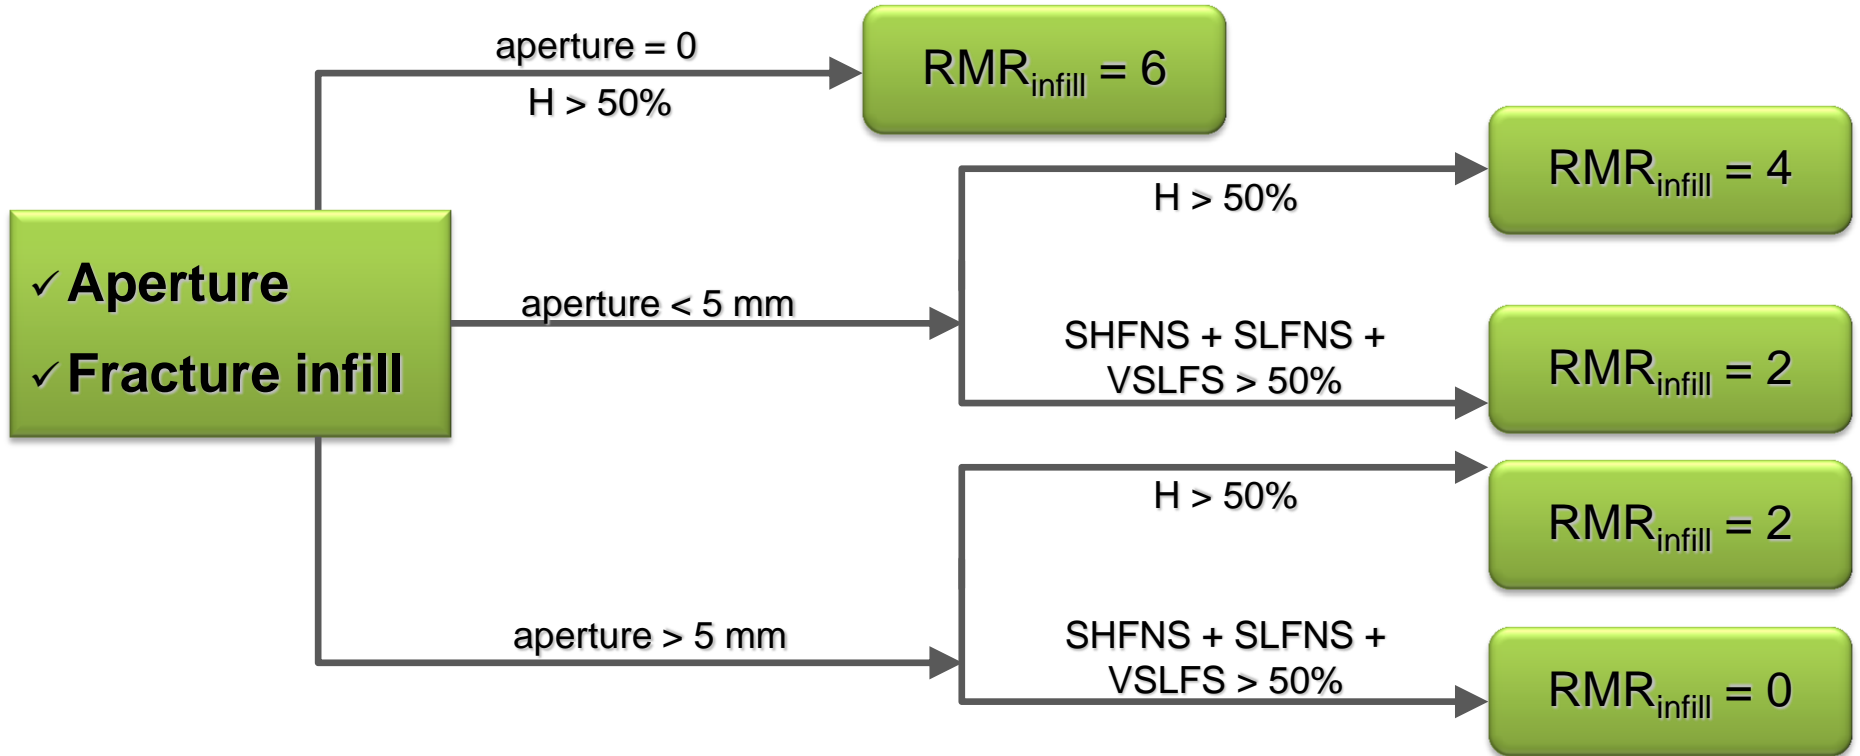 aperture = 0
H > 50%
RMRinfill = 6
✓ Aperture
✓ Fracture infill
aperture < 5 mm
H > 50%
RMRinfill = 4
SHFNS + SLFNS +
VSLFS > 50%
RMRinfill = 2
aperture > 5 mm
H > 50%
RMRinfill = 2
SHFNS + SLFNS +
VSLFS > 50%
RMRinfill = 0